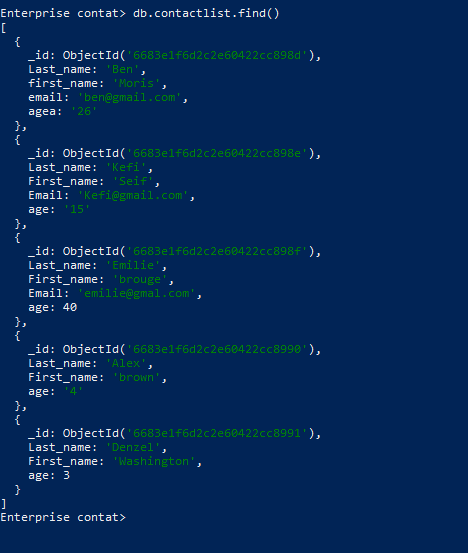 Enterprise contat> db.contactlist.find()
[
  {
    _id: ObjectId('6683e1f6d2c2e60422cc898d'),
    Last_name: 'Ben',
    first_name: 'Moris',
    email: 'ben@gmail.com',
    agea: '26'
  },
  {
    _id: ObjectId('6683e1f6d2c2e60422cc898e'),
    Last_name: 'Kefi',
    First_name: 'Seif',
    Email: 'Kefi@gmail.com',
    age: '15'
  },
  {
    _id: ObjectId('6683e1f6d2c2e60422cc898f'),
    Last_name: 'Emilie',
    First_name: 'brouge',
    Email: 'emilie@gmal.com',
    age: 40
  },
  {
    _id: ObjectId('6683e1f6d2c2e60422cc8990'),
    Last_name: 'Alex',
    First_name: 'brown',
    age: '4'
  },
  {
    _id: ObjectId('6683e1f6d2c2e60422cc8991'),
    Last_name: 'Denzel',
    First_name: 'Washington',
    age: 3
  }
]
Enterprise contat>